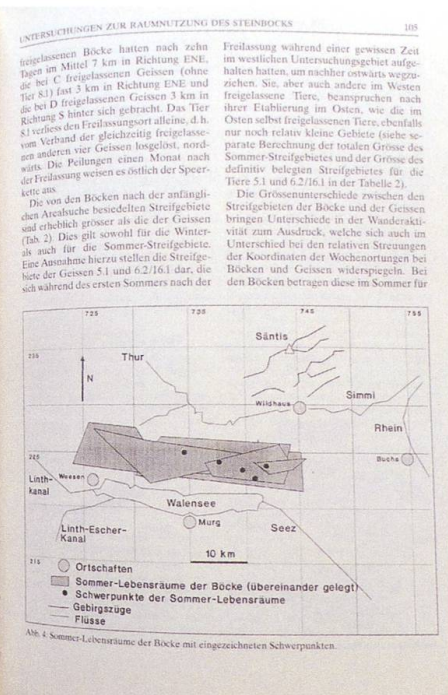 UNTERSUCHUNGEN ZUR RAUMNUTZUNG DES STEINBOCKS
105
freigelassenen Böcke hatten nach zehn
Tagen im Mittel 7 km in Richtung ENE,
die bei C freigelassenen Geissen (ohne
Tier 8.1) fast 3 km in Richtung ENE und
die bei D freigelassenen Geissen 3 km in
Richtung S hinter sich gebracht. Das Tier
8.1 verliess den Freilassungsort alleine, d. h.
vom Verband der gleichzeitig freigelasse-
nen anderen vier Geissen losgelöst, nord-
wärts. Die Peilungen einen Monat nach
der Freilassung weisen es östlich der Speer-
kette aus.
Die von den Böcken nach der anfängli-
chen Arealsuche besiedelten Streifgebiete
sind erheblich grösser als die der Geissen
(Tab. 2). Dies gilt sowohl für die Winter-
als auch für die Sommer-Streifgebiete.
Eine Ausnahme hierzu stellen die Streifge-
biete der Geissen 5.1 und 6.2/16.1 dar, die
sich während des ersten Sommers nach der
Freilassung während einer gewissen Zeit
im westlichen Untersuchungsgebiet aufge-
halten hatten, um nachher ostwärts wegzu-
ziehen. Sie, aber auch andere im Westen
freigelassene Tiere, beanspruchen nach
ihrer Etablierung im Osten, wie die im
Osten selbst freigelassenen Tiere, ebenfalls
nur noch relativ kleine Gebiete (siehe se-
parate Berechnung der totalen Grösse des
Sommer-Streifgebietes und der Grösse des
definitiv belegten Streifgebietes für die
Tiere 5.1 und 6.2/16.1 in der Tabelle 2).
Die Grössenunterschiede zwischen den
Streifgebieten der Böcke und der Geissen
bringen Unterschiede in der Wanderakti-
vität zum Ausdruck, welche sich auch im
Unterschied bei den relativen Streuungen
der Koordinaten der Wochenortungen bei
Böcken und Geissen widerspiegeln. Bei
den Böcken betragen diese im Sommer für
725
735
745
755
235
Thur
Säntis
N
Simmi
Wildhaus
Rhein
225
Buchs
Linth-
kanal
Weesen
Walensee
Murg
Seez
Linth-Escher-
Kanal
10 km
215
Ortschaften
Sommer-Lebensräume der Böcke (übereinander gelegt)
Schwerpunkte der Sommer-Lebensräume
Gebirgszüge
Flüsse
Abb. 4. Sommer-Lebensräume der Böcke mit eingezeichneten Schwerpunkten.